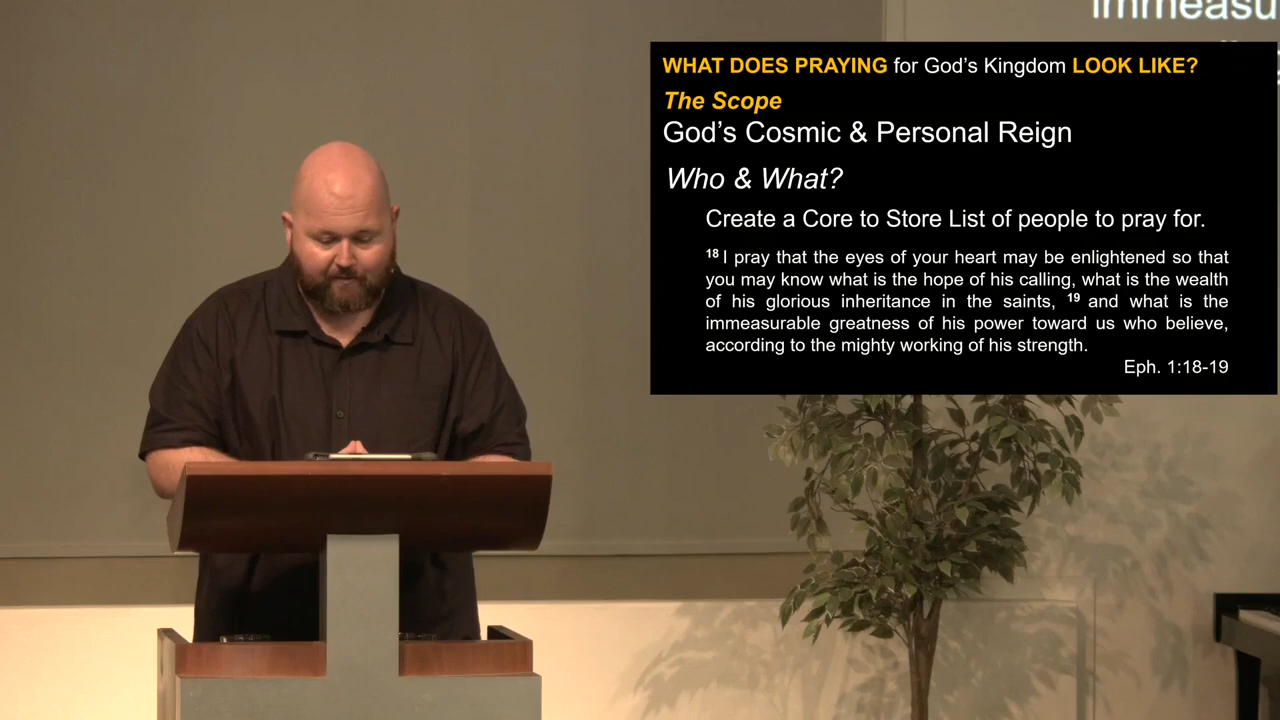 immeasu
WHAT DOES PRAYING for God's Kingdom LOOK LIKE?
The Scope
God's Cosmic & Personal Reign
Who & What?
Create a Core to Store List of people to pray for.
18 I pray that the eyes of your heart may be enlightened so that
you may know what is the hope of his calling, what is the wealth
of his glorious inheritance in the saints, 19 and what is the
immeasurable greatness of his power toward us who believe,
according to the mighty working of his strength.
Eph. 1:18-19